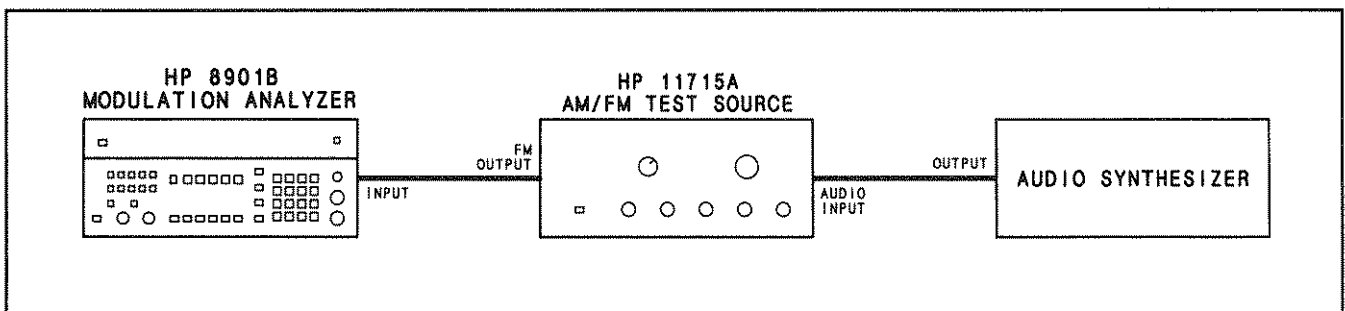 HP 8901B
MODULATION ANALYZER
INPUT
HP 11715A
AM/FM TEST SOURCE
FM
OUTPUT
AUDIO
INPUT
OUTPUT
AUDIO SYNTHESIZER